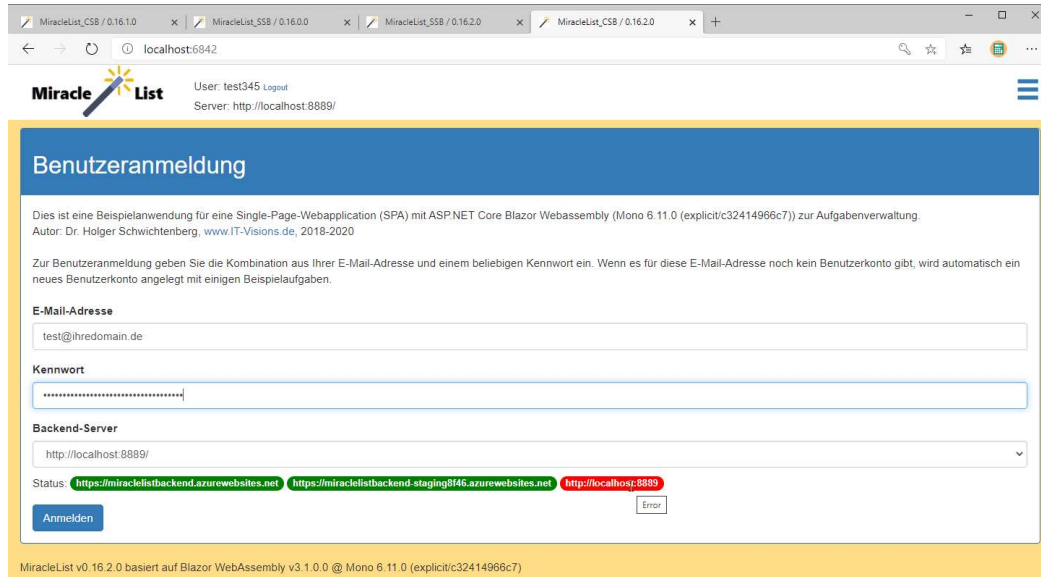 MiracleList_CSB / 0.16.1.0 MiracleList_SSB / 0.16.0.0 MiracleList_SSB / 0.16.2.0 MiracleList_CSB / 0.16.2.0
localhost:6842
Miracle List
User: test345 Logout
Server: http://localhost:8889/
Benutzeranmeldung
Dies ist eine Beispielanwendung für eine Single-Page-Webapplication (SPA) mit ASP.NET Core Blazor Webassembly (Mono 6.11.0 (explicit/c32414966c7)) zur Aufgabenverwaltung.
Autor: Dr. Holger Schwichtenberg, www.IT-Visions.de, 2018-2020
Zur Benutzeranmeldung geben Sie die Kombination aus Ihrer E-Mail-Adresse und einem beliebigen Kennwort ein. Wenn es für diese E-Mail-Adresse noch kein Benutzerkonto gibt, wird automatisch ein
neues Benutzerkonto angelegt mit einigen Beispielaufgaben.
E-Mail-Adresse
test@ihredomain.de
Kennwort
Backend-Server
http://localhost:8889/
Status: https://miraclelistbackend.azurewebsites.net https://miraclelistbackend-staging8f46.azurewebsites.net http://localhost:8889
Error
Anmelden
MiracleList v0.16.2.0 basiert auf Blazor WebAssembly v3.1.0.0 @ Mono 6.11.0 (explicit/c32414966c7)